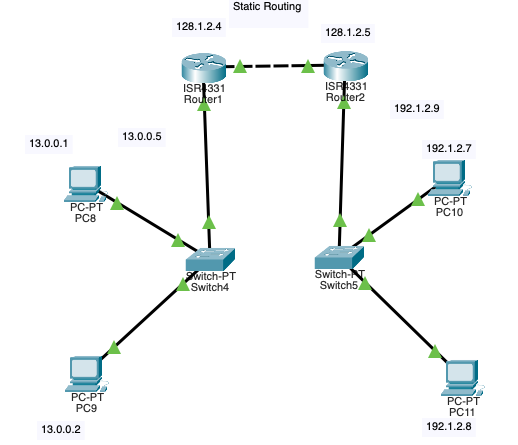 Static Routing
128.1.2.4
128.1.2.5
ISR4331
Router1
ISR4331
Router2
192.1.2.9
13.0.0.1
13.0.0.5
192.1.2.7
PC-PT
PC8
PC-PT
PC10
Switch-PT
Switch4
Switch-PT
Switch5
PC-PT
PC9
PC-PT
PC11
13.0.0.2
192.1.2.8